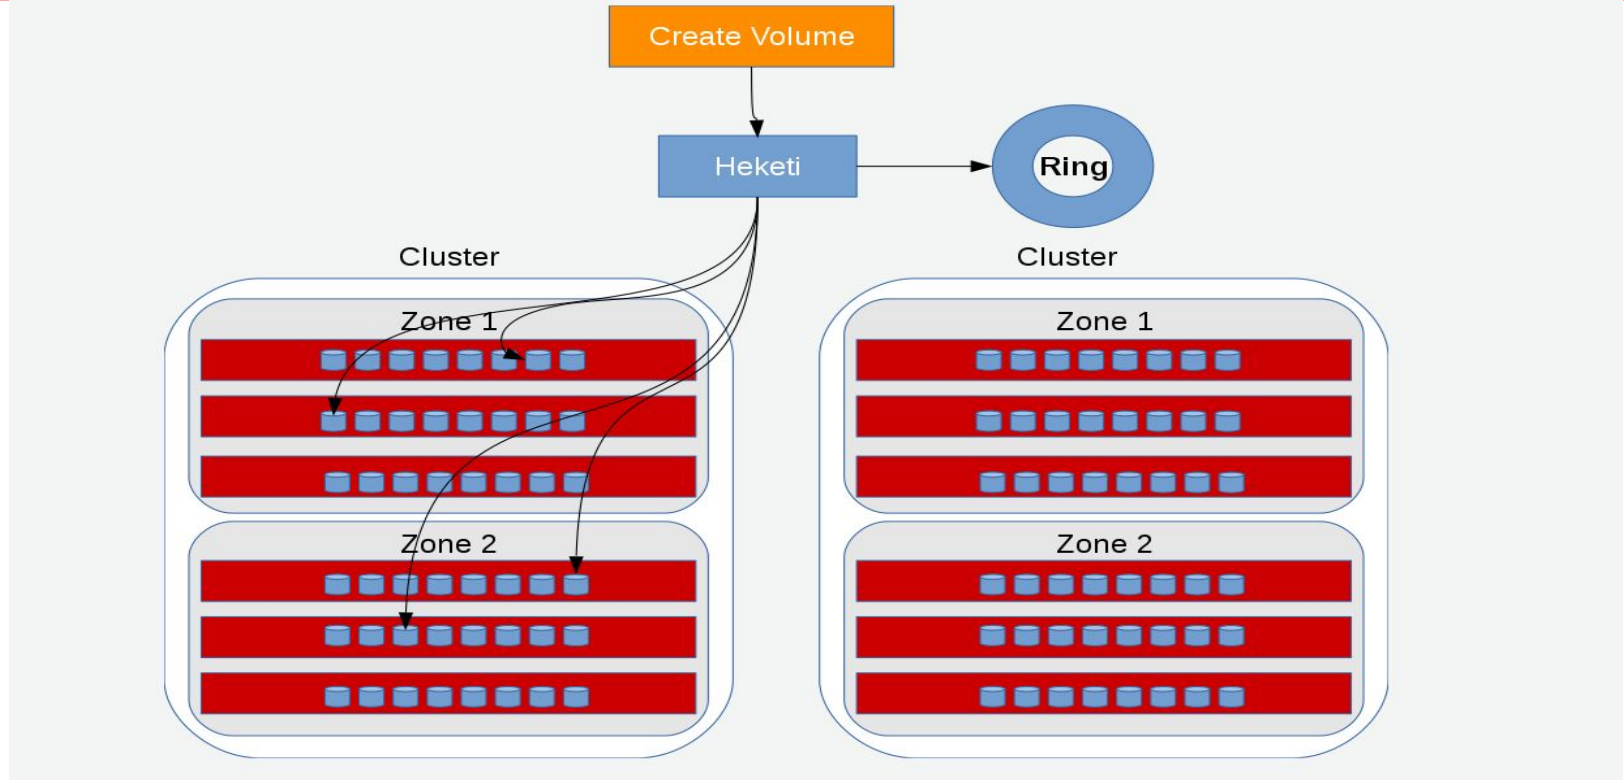 Create Volume
Heketi
Ring
Cluster
Cluster
Zone 1
Zone 1
Zone 2
Zone 2